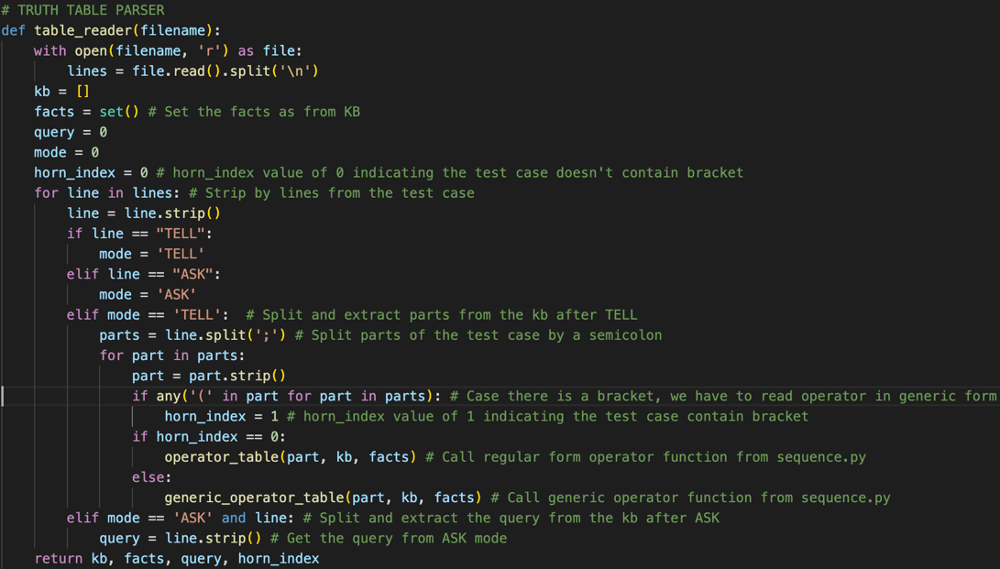 # TRUTH TABLE PARSER
def table_reader(filename):
    with open(filename, 'r') as file:
        lines = file.read().split('\n')
    kb = []
    facts = set() # Set the facts as from KB
    query = 0
    mode = 0
    horn_index = 0 # horn_index value of 0 indicating the test case doesn't contain bracket
    for line in lines: # Strip by lines from the test case
        line = line.strip()
        if line == "TELL":
            mode = 'TELL'
        elif line == "ASK":
            mode = 'ASK'
        elif mode == 'TELL':  # Split and extract parts from the kb after TELL
            parts = line.split(';') # Split parts of the test case by a semicolon
            for part in parts:
                part = part.strip()
                if any('(' in part for part in parts): # Case there is a bracket, we have to read operator in generic form
                    horn_index = 1 # horn_index value of 1 indicating the test case contain bracket
                if horn_index == 0:
                    operator_table(part, kb, facts) # Call regular form operator function from sequence.py
                else:
                    generic_operator_table(part, kb, facts) # Call generic operator function from sequence.py
        elif mode == 'ASK' and line: # Split and extract the query from the kb after ASK
            query = line.strip() # Get the query from ASK mode
    return kb, facts, query, horn_index